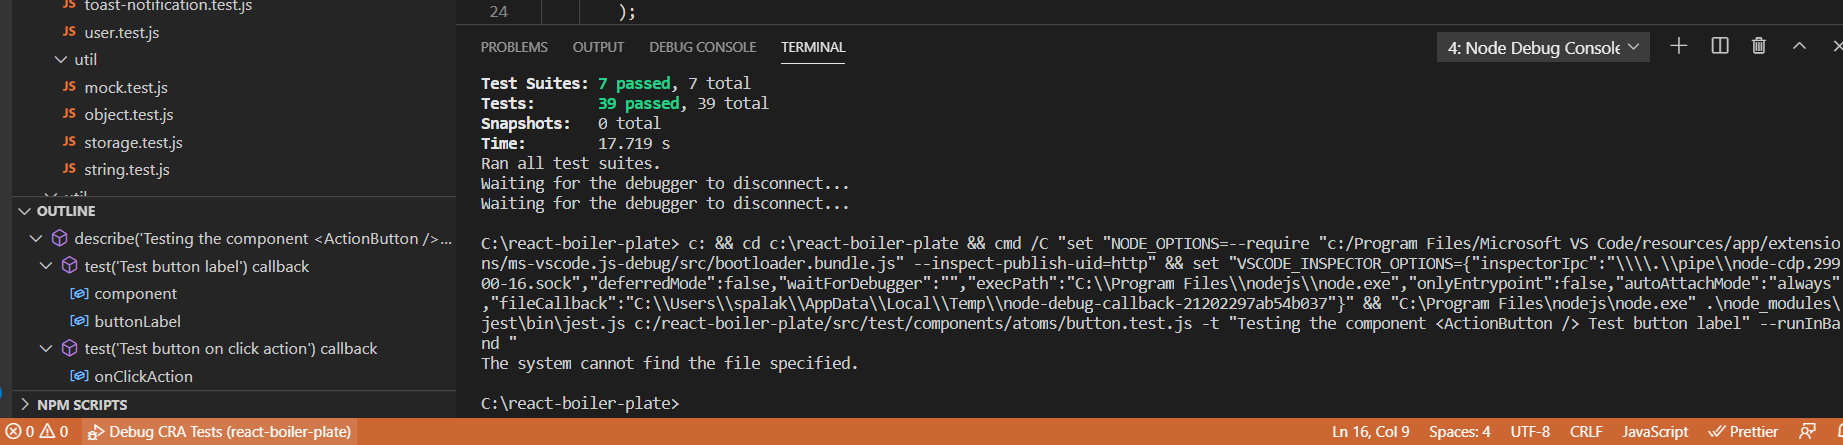 toast-notification.test.js
JS user.test.js
util
JS mock.test.js
JS object.test.js
JS storage.test.js
JS string.test.js
util
OUTLINE
describe('Testing the component <ActionButton />...
test('Test button label') callback
component
buttonLabel
test('Test button on click action') callback
onClickAction
NPM SCRIPTS
24 );
PROBLEMS OUTPUT DEBUG CONSOLE TERMINAL 4: Node Debug Console
Test Suites: 7 passed, 7 total
Tests: 39 passed, 39 total
Snapshots: 0 total
Time: 17.719 s
Ran all test suites.
Waiting for the debugger to disconnect...
Waiting for the debugger to disconnect...
C:\react-boiler-plate> c: && cd c:\react-boiler-plate && cmd /C "set "NODE_OPTIONS=--require "c:/Program Files/Microsoft VS Code/resources/app/extensio
ns/ms-vscode.js-debug/src/bootloader.bundle.js" --inspect-publish-uid=http" && set "VSCODE_INSPECTOR_OPTIONS={"inspectorIpc":"\\\\.\\pipe\\node-cdp.299
00-16.sock","deferredMode":false,"waitForDebugger":"","execPath":"C:\\Program Files\\nodejs\\node.exe","onlyEntrypoint":false,"autoAttachMode":"always"
,"fileCallback":"C:\\Users\\spalak\\AppData\\Local\\Temp\\node-debug-callback-21202297ab54b037"}" && "C:\Program Files\nodejs\node.exe" .\node_modules\
jest\bin\jest.js c:/react-boiler-plate/src/test/components/atoms/button.test.js -t "Testing the component <ActionButton /> Test button label" --runInBa
nd "
The system cannot find the file specified.
C:\react-boiler-plate>
0 0 Debug CRA Tests (react-boiler-plate) Ln 16, Col 9 Spaces: 4 UTF-8 CRLF JavaScript Prettier